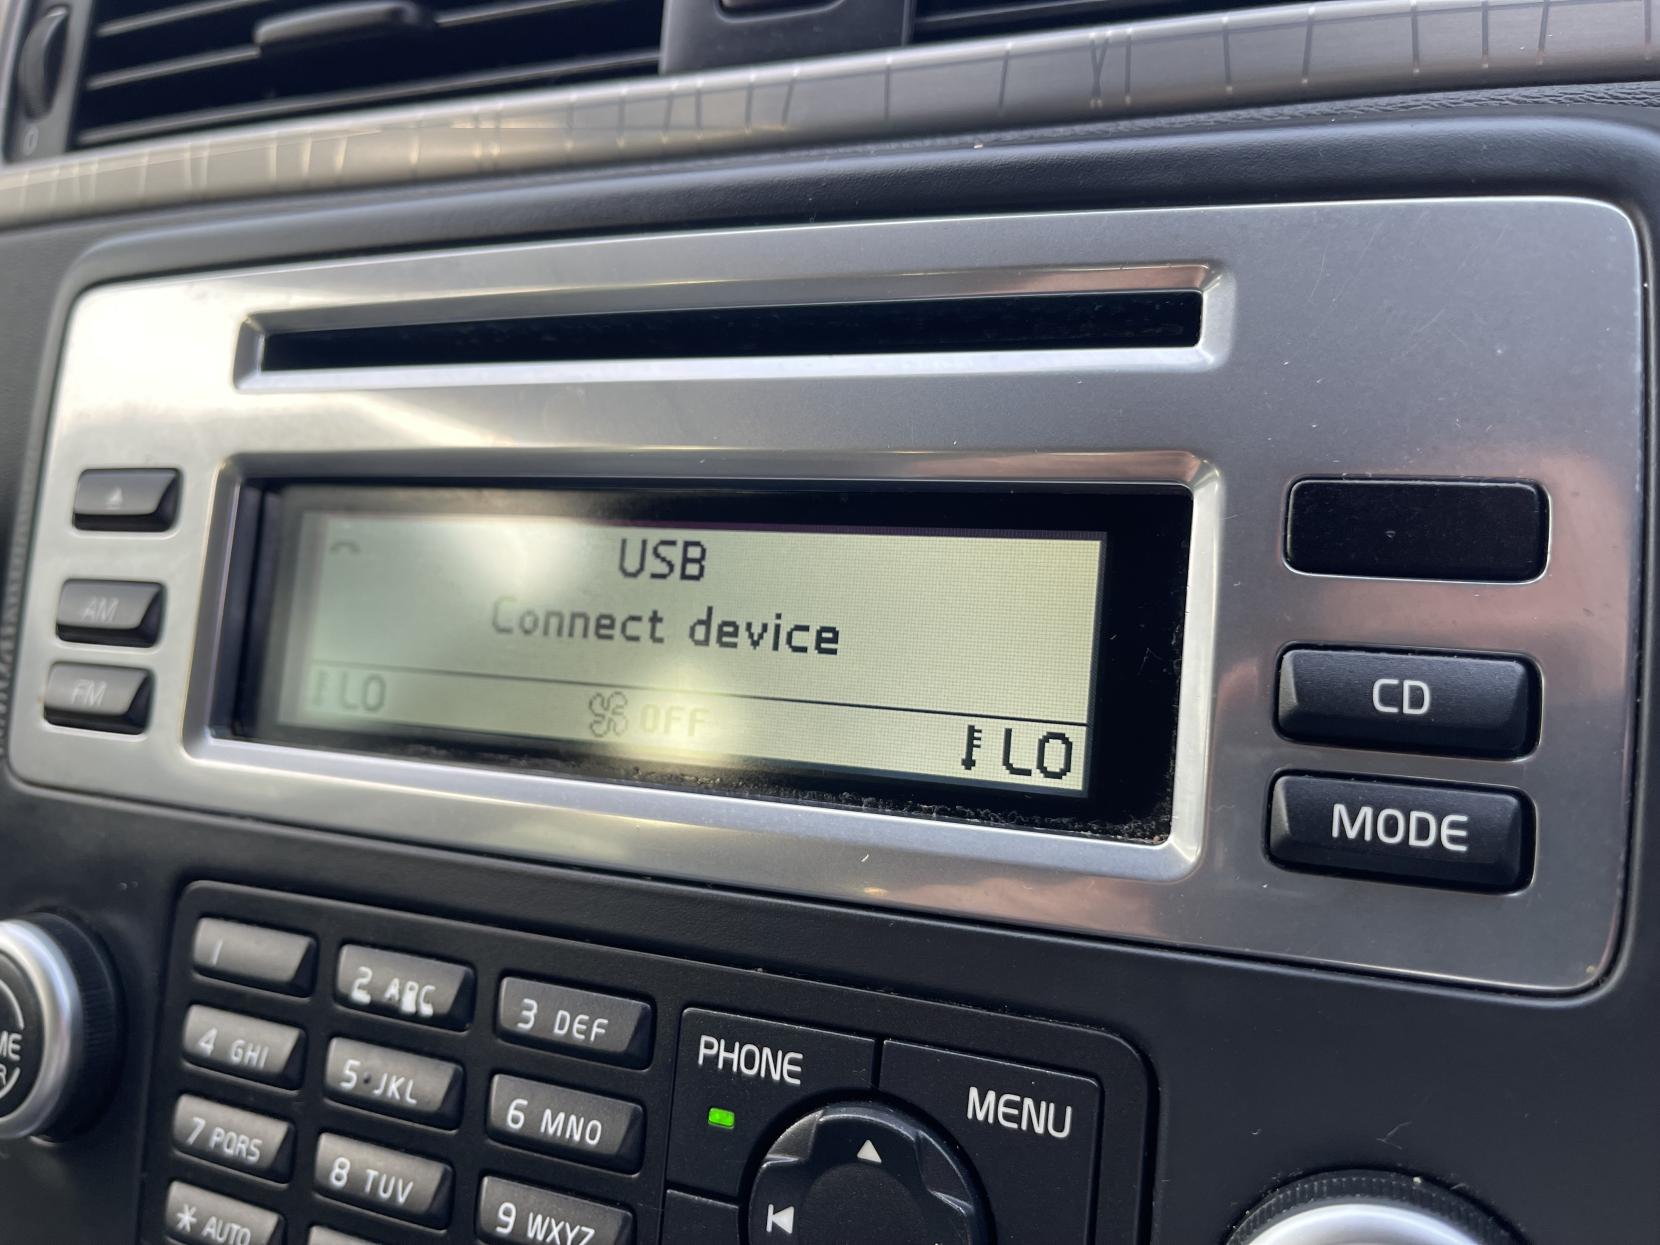 USB
Connect device
LO
OFF
LO
AM
FM
CD
MODE
1
2 ABC
3 DEF
4 GHI
5 JKL
6 MNO
7 PQRS
8 TUV
9 WXYZ
* AUTO
PHONE
MENU